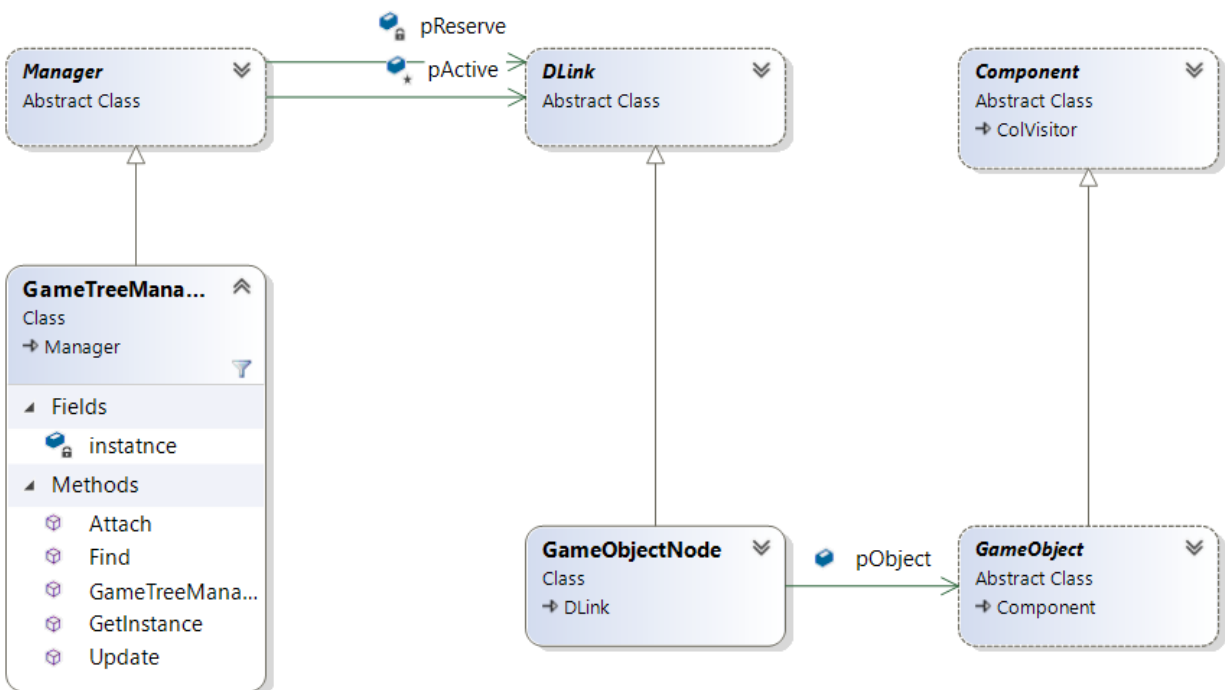 pReserve
pActive
Manager
Abstract Class
DLink
Abstract Class
Component
Abstract Class
ColVisitor
GameTreeMana...
Class
Manager
Fields
instatnce
Methods
Attach
Find
GameTreeMana...
GetInstance
Update
GameObjectNode
Class
DLink
pObject
GameObject
Abstract Class
Component